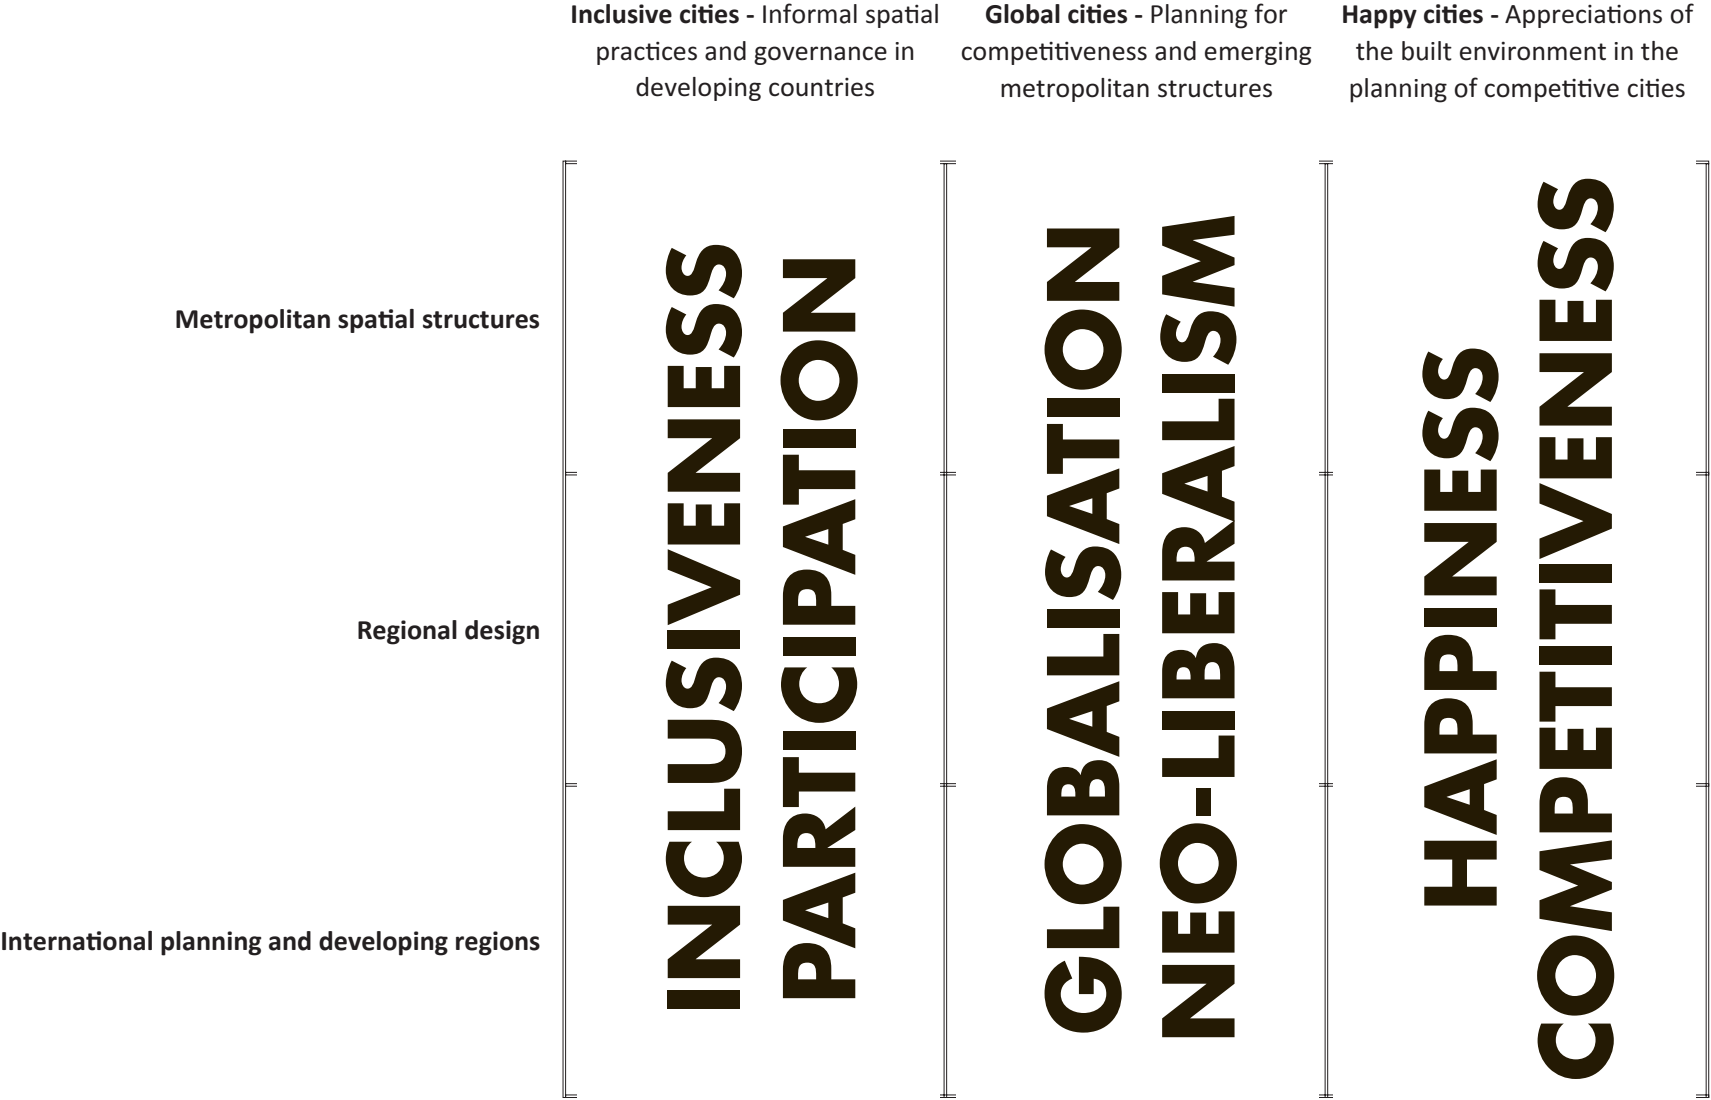 Inclusive cities - Informal spatial
practices and governance in
developing countries
Global cities - Planning for
competitiveness and emerging
metropolitan structures
Happy cities - Appreciations of
the built environment in the
planning of competitive cities
Metropolitan spatial structures
Regional design
International planning and developing regions
INCLUSIVENESS
PARTICIPATION
GLOBALISATION
NEO-LIBERALISM
HAPPINESS
COMPETITIVENESS